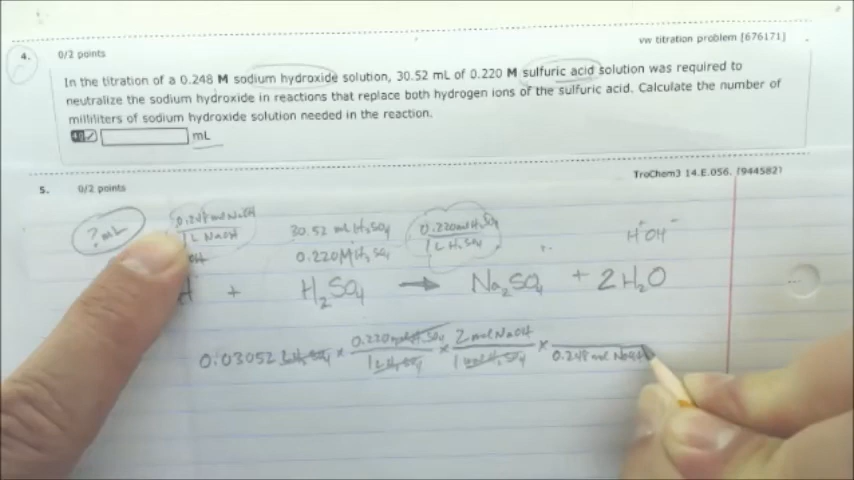 4. 0/2 points vw titration problem [676171]
In the titration of a 0.248 M sodium hydroxide solution, 30.52 mL of 0.220 M sulfuric acid solution was required to
neutralize the sodium hydroxide in reactions that replace both hydrogen ions of the sulfuric acid. Calculate the number of
milliliters of sodium hydroxide solution needed in the reaction.
mL
5. 0/2 points TroChem3 14.E.056. [944582]
? mL 0.248 mol NaOH 30.52 mL H₂SO₄ 0.220 mol H₂SO₄ H⁺ OH⁻
1 L NaOH 0.220 M H₂SO₄ 1 L H₂SO₄
OH
H + H₂SO₄ → Na₂SO₄ + 2H₂O
0.03052 L H₂SO₄ × 0.220 mol H₂SO₄ × 2 mol NaOH ×
1 L H₂SO₄ 1 mol H₂SO₄ 0.248 mol NaOH